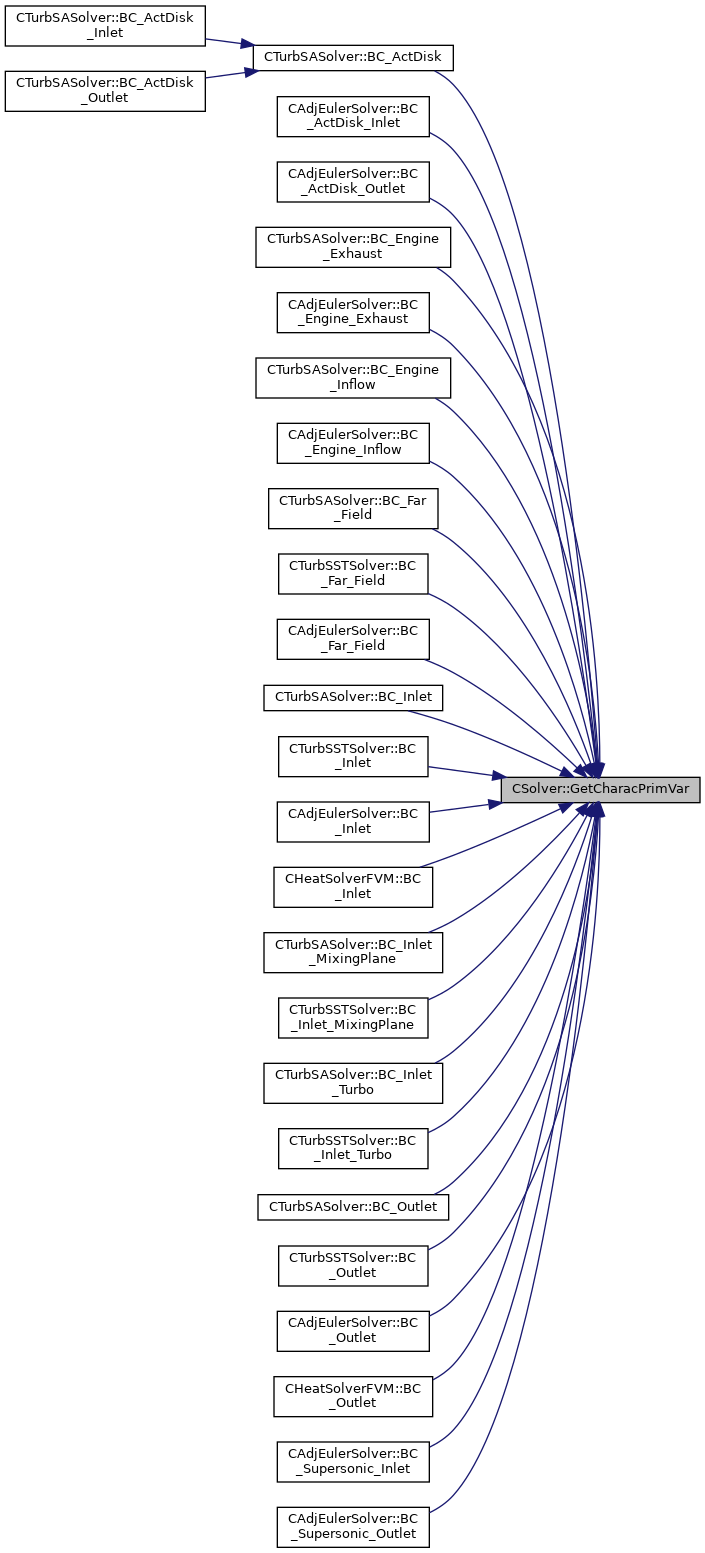 CTurbSASolver::BC_ActDisk
_Inlet
CTurbSASolver::BC_ActDisk
_Outlet
CTurbSASolver::BC_ActDisk
CAdjEulerSolver::BC
_ActDisk_Inlet
CAdjEulerSolver::BC
_ActDisk_Outlet
CTurbSASolver::BC_Engine
_Exhaust
CAdjEulerSolver::BC
_Engine_Exhaust
CTurbSASolver::BC_Engine
_Inflow
CAdjEulerSolver::BC
_Engine_Inflow
CTurbSASolver::BC_Far
_Field
CTurbSSTSolver::BC
_Far_Field
CAdjEulerSolver::BC
_Far_Field
CTurbSASolver::BC_Inlet
CTurbSSTSolver::BC
_Inlet
CSolver::GetCharacPrimVar
CAdjEulerSolver::BC
_Inlet
CHeatSolverFVM::BC
_Inlet
CTurbSASolver::BC_Inlet
_MixingPlane
CTurbSSTSolver::BC
_Inlet_MixingPlane
CTurbSASolver::BC_Inlet
_Turbo
CTurbSSTSolver::BC
_Inlet_Turbo
CTurbSASolver::BC_Outlet
CTurbSSTSolver::BC
_Outlet
CAdjEulerSolver::BC
_Outlet
CHeatSolverFVM::BC
_Outlet
CAdjEulerSolver::BC
_Supersonic_Inlet
CAdjEulerSolver::BC
_Supersonic_Outlet